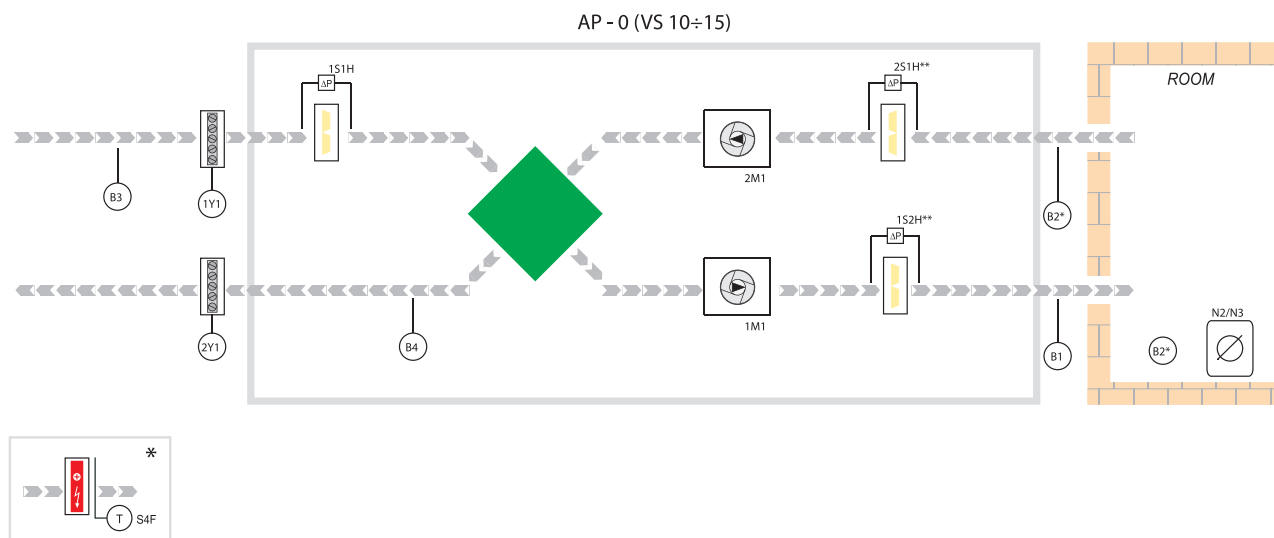 AP - 0 (VS 10÷15)
1S1H
ΔP
2S1H**
ΔP
ROOM
2M1
B3
1Y1
B2*
1S2H**
ΔP
1M1
N2/N3
2Y1
B4
B1
B2*
*
T
S4F